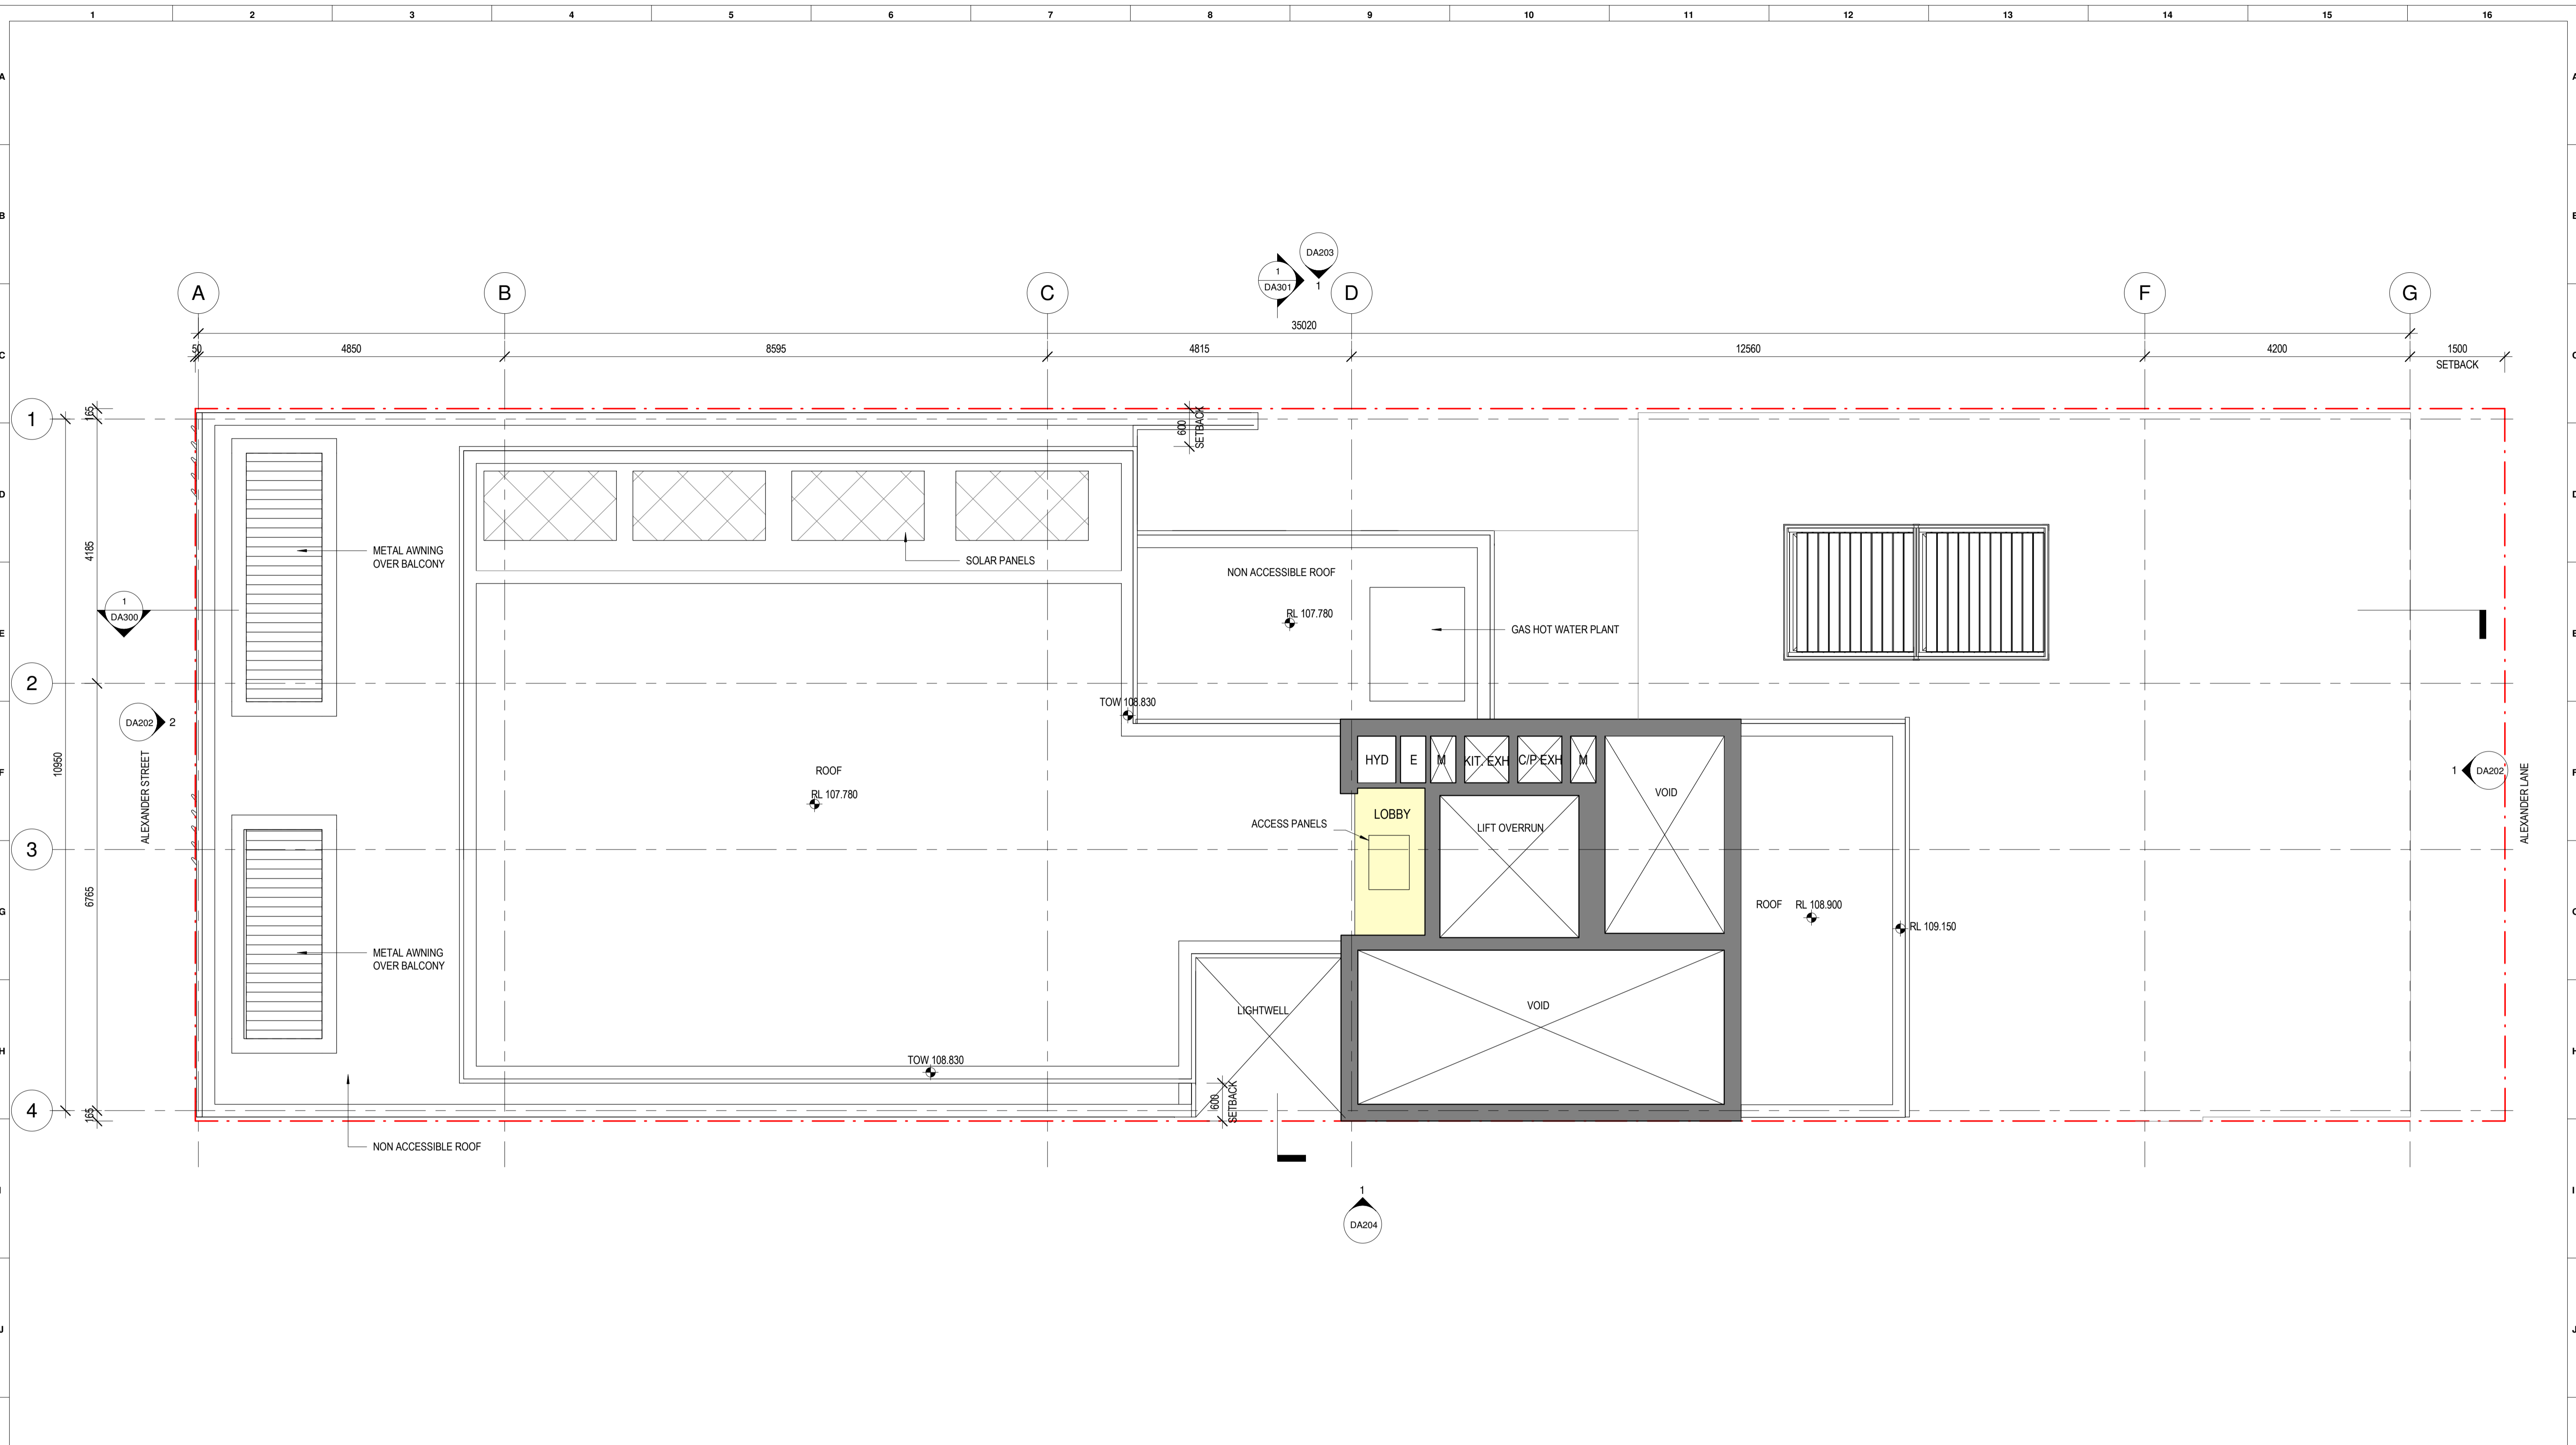 1 2 3 4 5 6 7 8 9 10 11 12 13 14 15 16
A
A
B
DA203
1
DA301
1
A B C D F G
35020
C
50 4850 8595 4815 12560 4200 1500
SETBACK
165
1
600
SETBACK
D
METAL AWNING
OVER BALCONY
4185
SOLAR PANELS
NON ACCESSIBLE ROOF
1
DA300
RL 107.780
GAS HOT WATER PLANT
E
2
TOW 108.830
DA202 2
10950
ALEXANDER STREET
F
ROOF
RL 107.780
HYD E M KIT. EXH C/P EXH M
VOID
1 DA202
ALEXANDER LANE
LOBBY
ACCESS PANELS
LIFT OVERRUN
3
6765
G
ROOF RL 108.900
RL 109.150
METAL AWNING
OVER BALCONY
LIGHTWELL
VOID
H
TOW 108.830
600
SETBACK
4
165
NON ACCESSIBLE ROOF
1
DA204
I
J